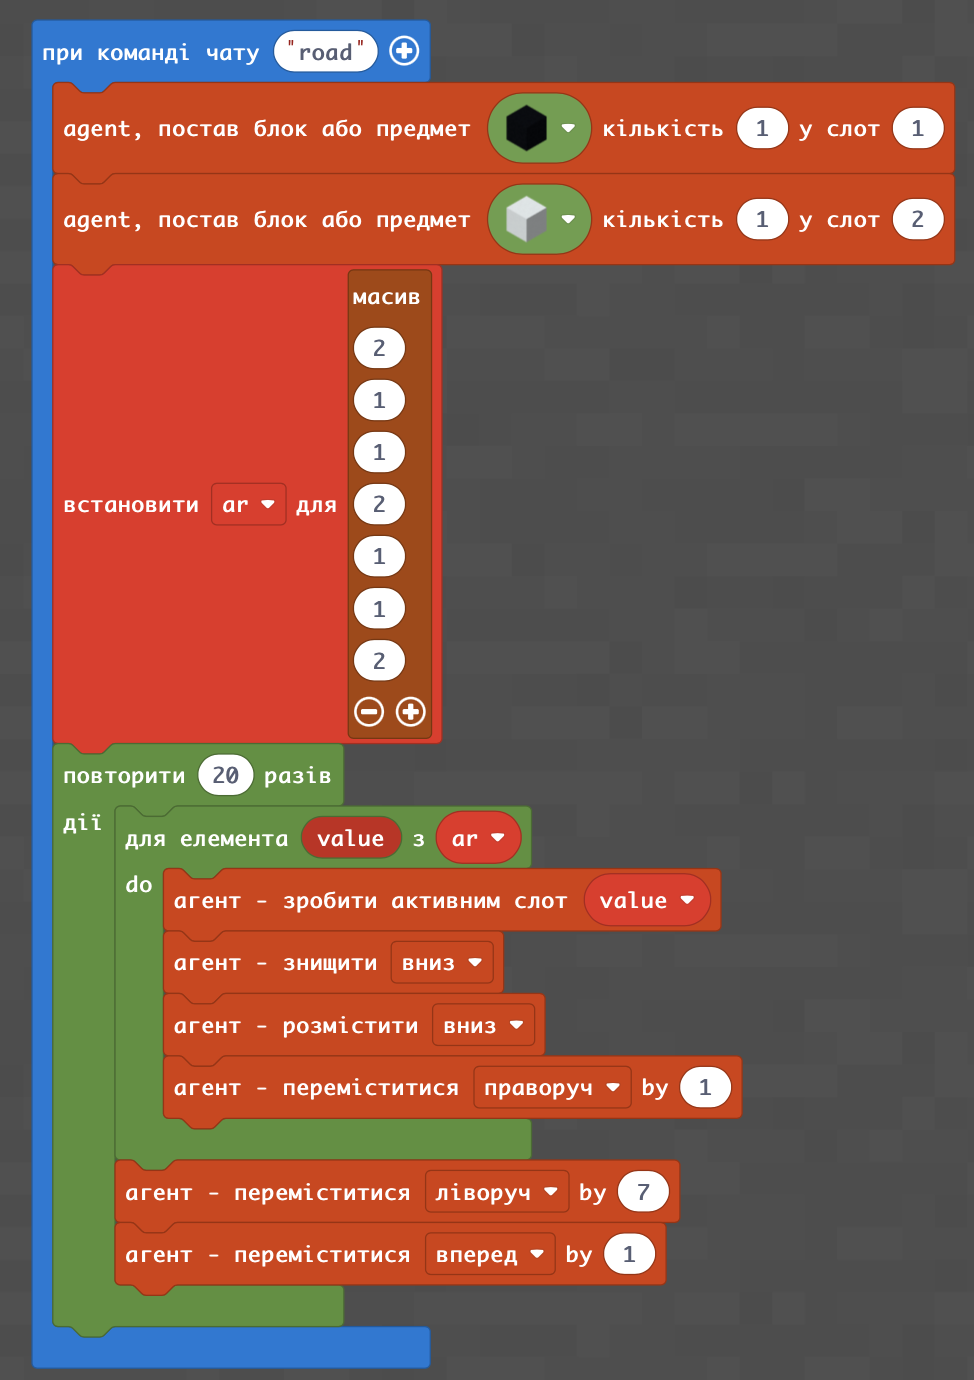 при команді чату "road"
agent, постав блок або предмет кількість 1 у слот 1
agent, постав блок або предмет кількість 1 у слот 2
масив
2
1
1
встановити ar для 2
1
1
2
повторити 20 разів
дії
для елемента value з ar
do
агент - зробити активним слот value
агент - знищити вниз
агент - розмістити вниз
агент - переміститися праворуч by 1
агент - переміститися ліворуч by 7
агент - переміститися вперед by 1